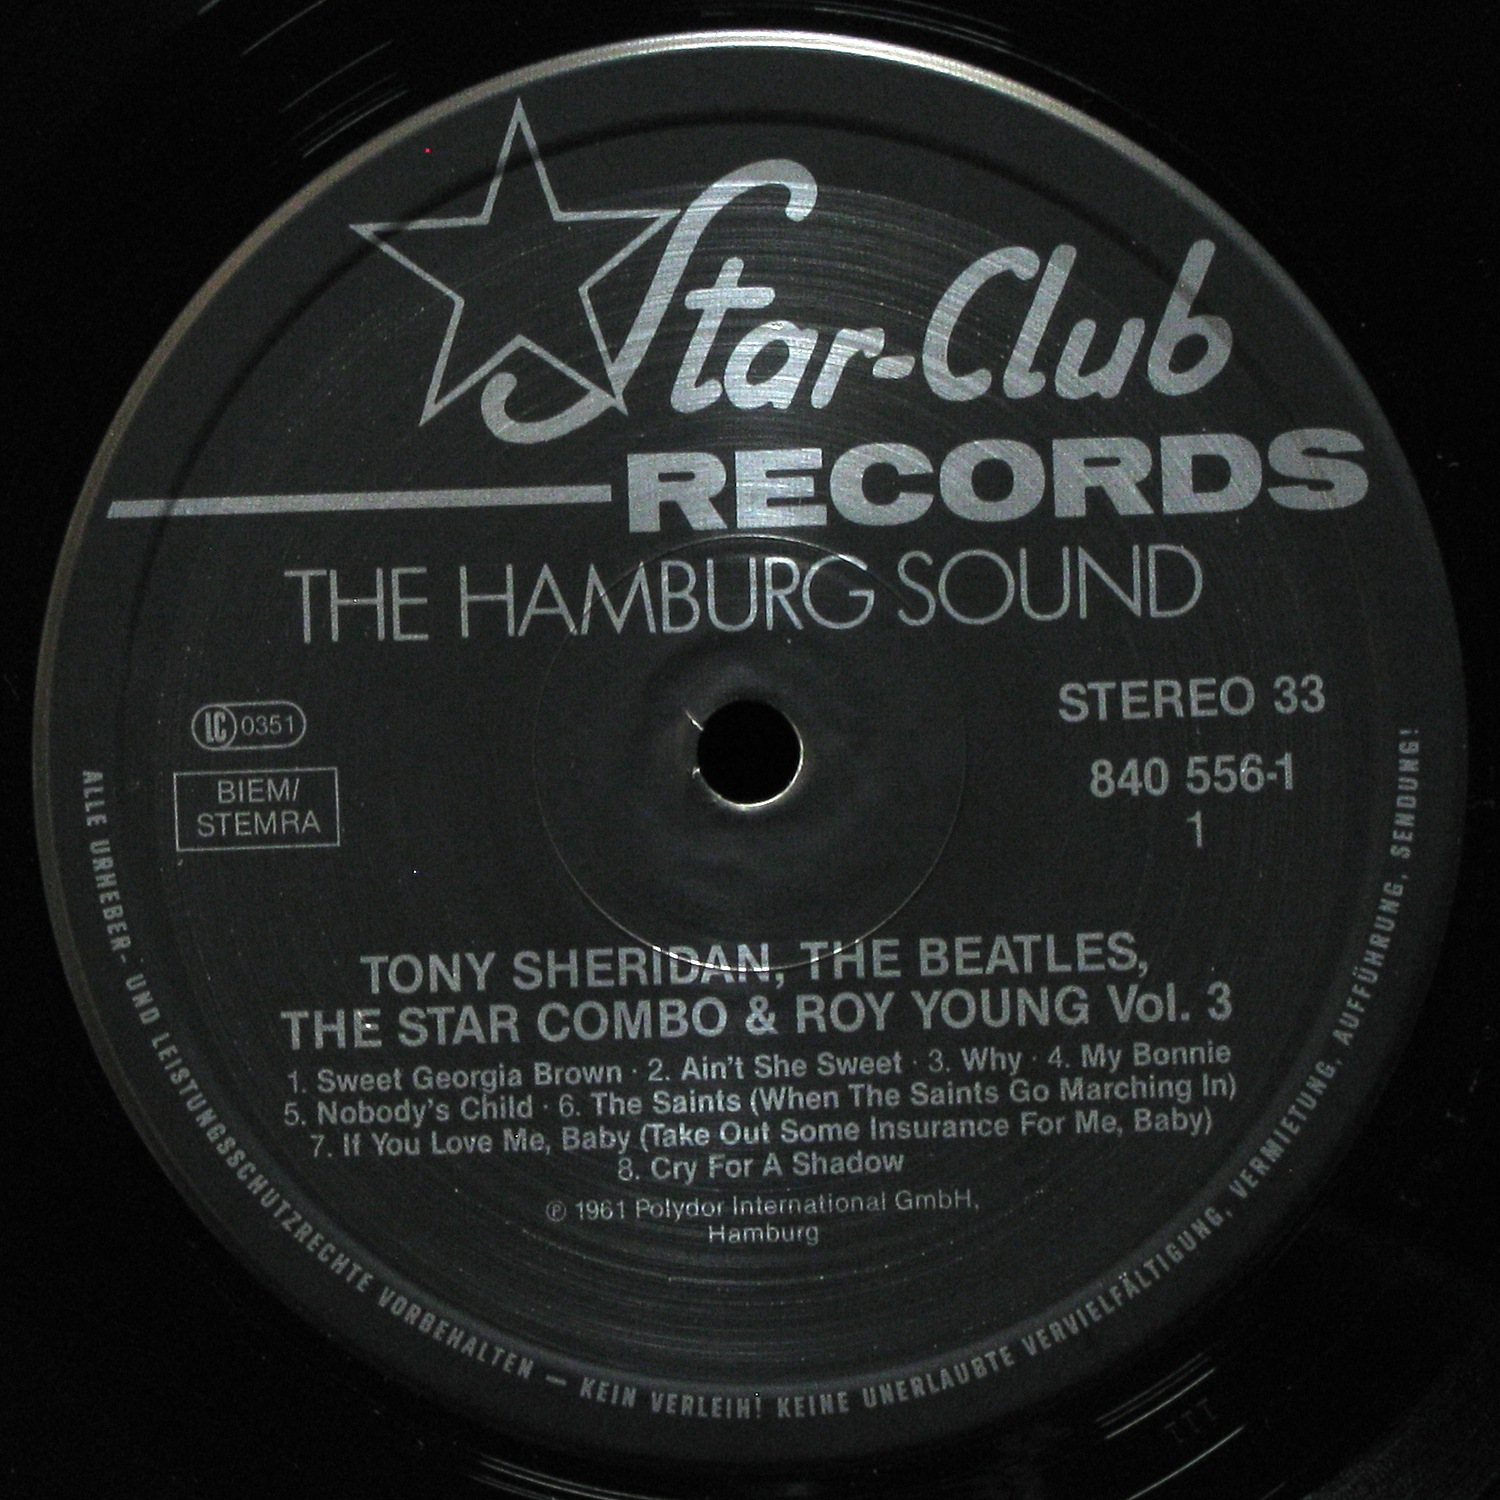 Star-Club
RECORDS
THE HAMBURG SOUND
LC 0351
BIEM/
STEMRA
STEREO 33
840 556-1
1
TONY SHERIDAN, THE BEATLES,
THE STAR COMBO & ROY YOUNG Vol. 3
1. Sweet Georgia Brown · 2. Ain't She Sweet · 3. Why · 4. My Bonnie
5. Nobody's Child · 6. The Saints (When The Saints Go Marching In)
7. If You Love Me, Baby (Take Out Some Insurance For Me, Baby)
8. Cry For A Shadow
℗ 1961 Polydor International GmbH,
Hamburg
ALLE URHEBER- UND LEISTUNGSSCHUTZRECHTE VORBEHALTEN — KEIN VERLEIH! KEINE UNERLAUBTE VERVIELFÄLTIGUNG, VERMIETUNG, AUFFÜHRUNG, SENDUNG!